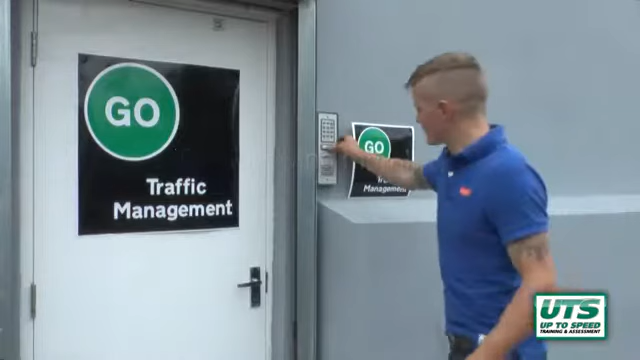 GO
Traffic
Management
GO
Management
UTS
UP TO SPEED
TRAINING & ASSESSMENT